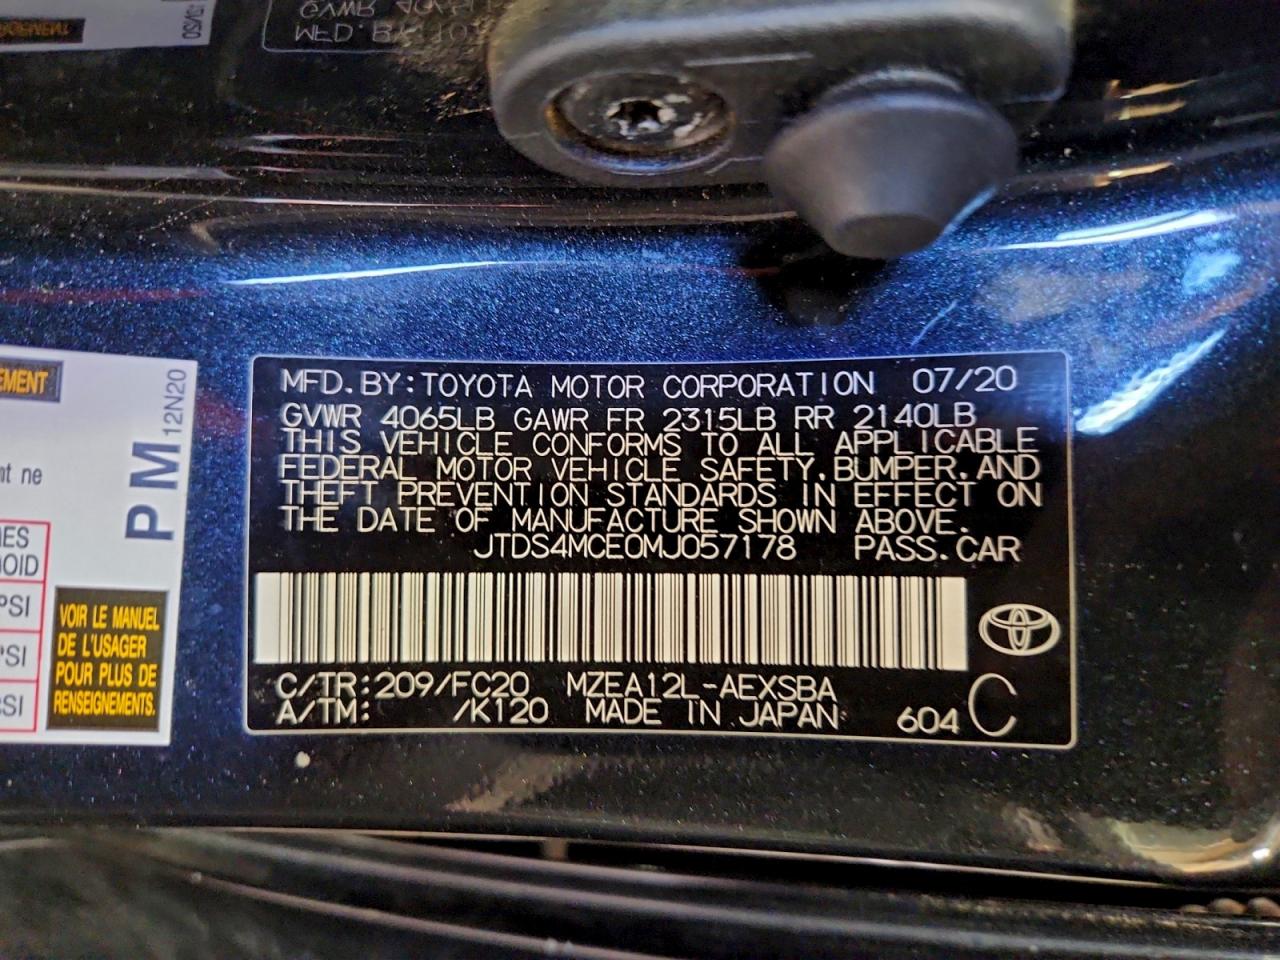 MFD. BY: TOYOTA MOTOR CORPORATION 07/20
GVWR 4065LB GAWR FR 2315LB RR 2140LB
THIS VEHICLE CONFORMS TO ALL APPLICABLE
FEDERAL MOTOR VEHICLE SAFETY, BUMPER, AND
THEFT PREVENTION STANDARDS IN EFFECT ON
THE DATE OF MANUFACTURE SHOWN ABOVE.
JTDS4MCE0MJ057178 PASS. CAR
C/TR: 209/FC20 MZEA12L-AEXSBA
A/TM: /K120 MADE IN JAPAN
604 C
PM 12N20
nt ne
PSI
PSI
VOIR LE MANUEL
DE L'USAGER
POUR PLUS DE
RENSEIGNEMENTS.